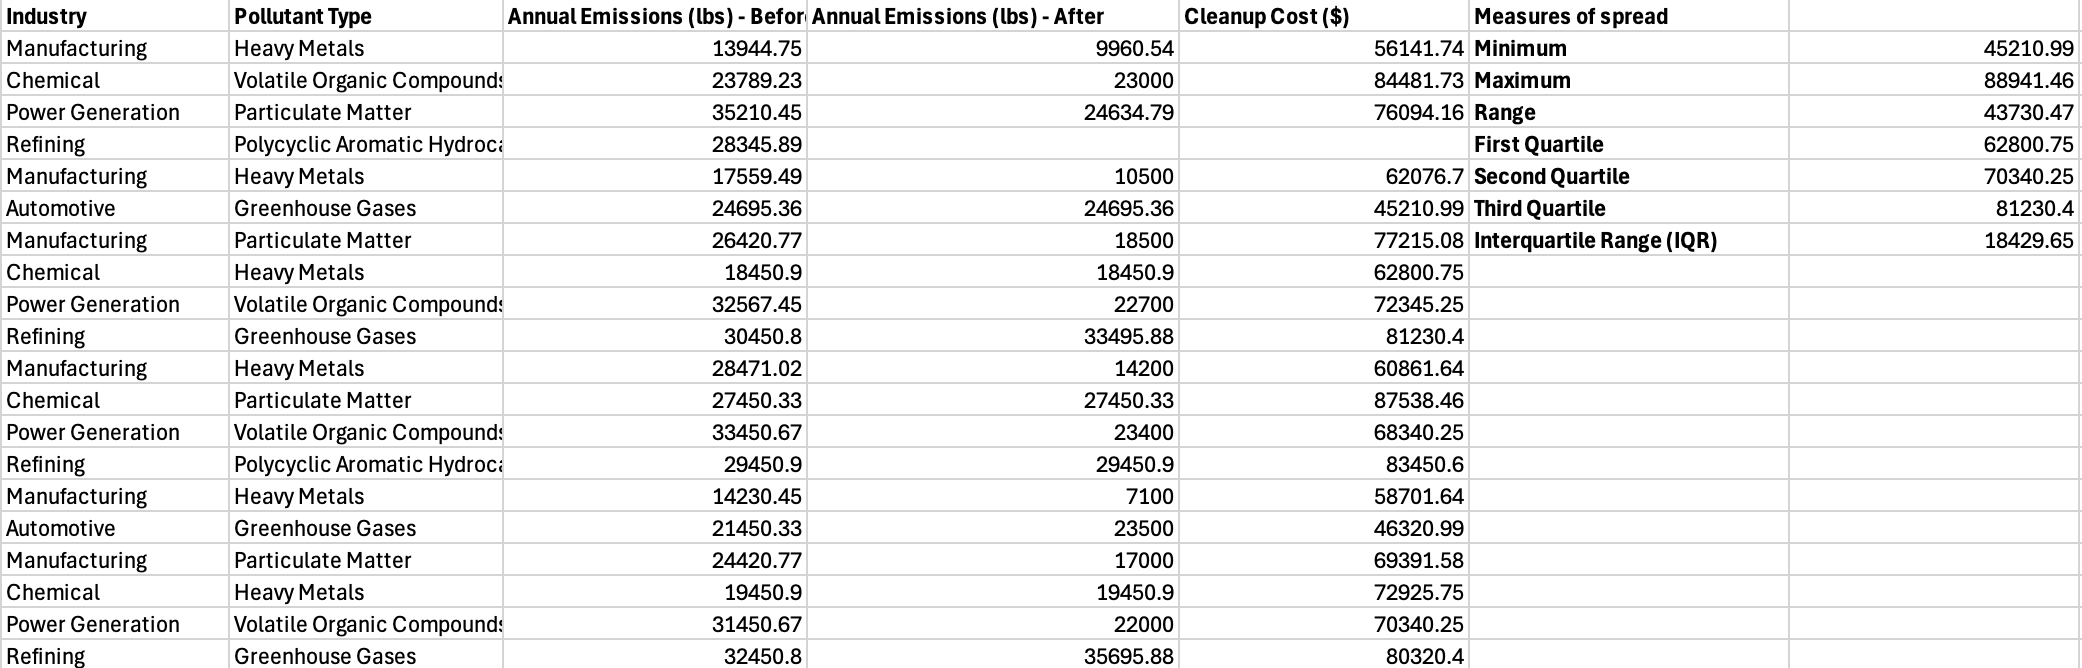 Industry Pollutant Type Annual Emissions (lbs) - Befor Annual Emissions (lbs) - After Cleanup Cost ($) Measures of spread
Manufacturing Heavy Metals 13944.75 9960.54 56141.74 Minimum 45210.99
Chemical Volatile Organic Compounds 23789.23 23000 84481.73 Maximum 88941.46
Power Generation Particulate Matter 35210.45 24634.79 76094.16 Range 43730.47
Refining Polycyclic Aromatic Hydroca 28345.89 First Quartile 62800.75
Manufacturing Heavy Metals 17559.49 10500 62076.7 Second Quartile 70340.25
Automotive Greenhouse Gases 24695.36 24695.36 45210.99 Third Quartile 81230.4
Manufacturing Particulate Matter 26420.77 18500 77215.08 Interquartile Range (IQR) 18429.65
Chemical Heavy Metals 18450.9 18450.9 62800.75
Power Generation Volatile Organic Compounds 32567.45 22700 72345.25
Refining Greenhouse Gases 30450.8 33495.88 81230.4
Manufacturing Heavy Metals 28471.02 14200 60861.64
Chemical Particulate Matter 27450.33 27450.33 87538.46
Power Generation Volatile Organic Compounds 33450.67 23400 68340.25
Refining Polycyclic Aromatic Hydroca 29450.9 29450.9 83450.6
Manufacturing Heavy Metals 14230.45 7100 58701.64
Automotive Greenhouse Gases 21450.33 23500 46320.99
Manufacturing Particulate Matter 24420.77 17000 69391.58
Chemical Heavy Metals 19450.9 19450.9 72925.75
Power Generation Volatile Organic Compounds 31450.67 22000 70340.25
Refining Greenhouse Gases 32450.8 35695.88 80320.4